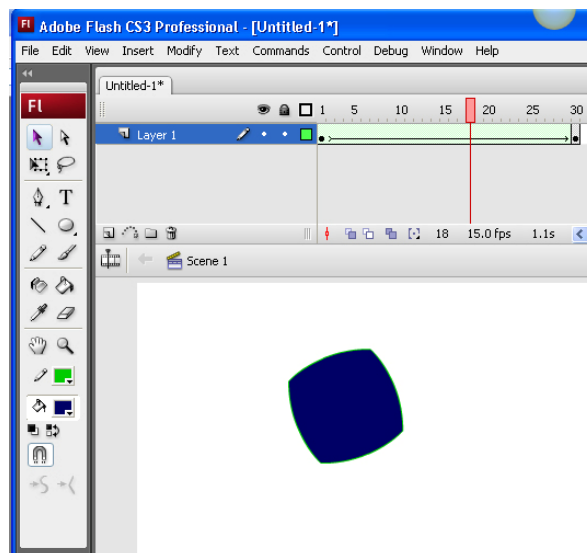 Fl Adobe Flash CS3 Professional - [Untitled-1*]
File Edit View Insert Modify Text Commands Control Debug Window Help
Untitled-1*
Fl
1 5 10 15 20 25 30
Layer 1
T
18 15.0 fps 1.1s
Scene 1